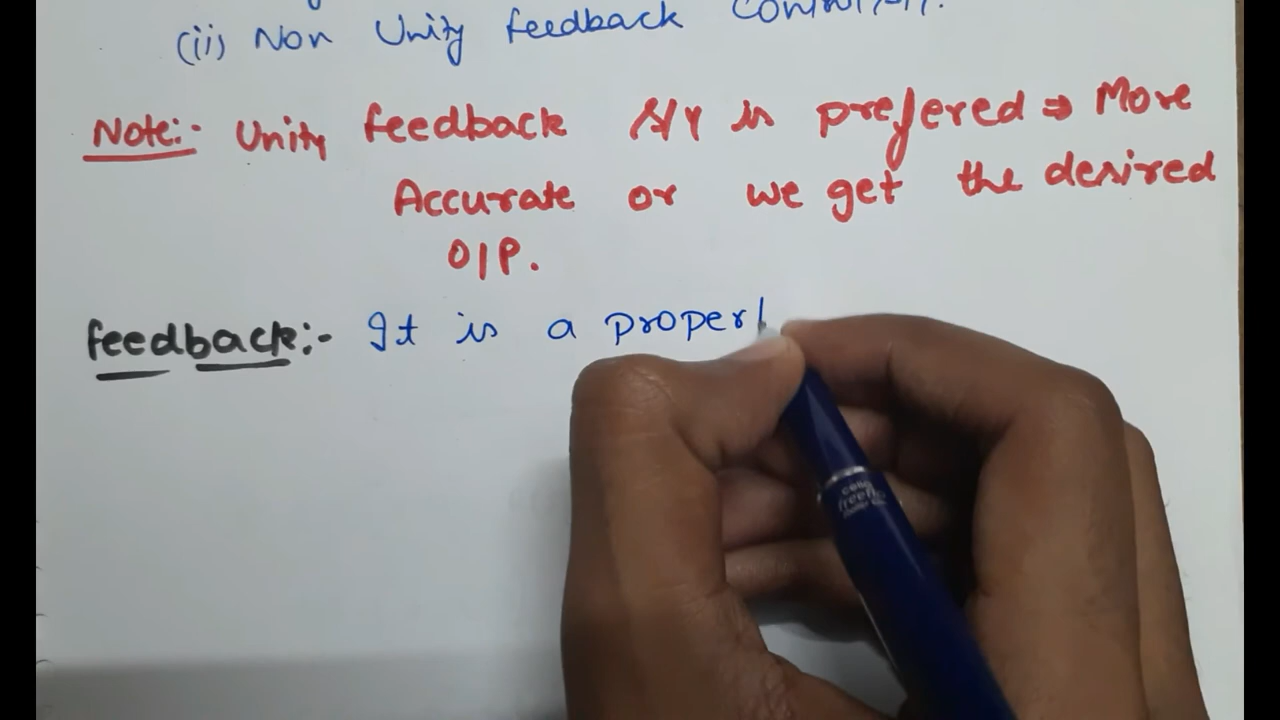 (ii) Non Unity feedback
Note:- Unity feedback S/Y is prefered ⇒ More
Accurate or we get the desired
O/P.
feedback:- It is a propert